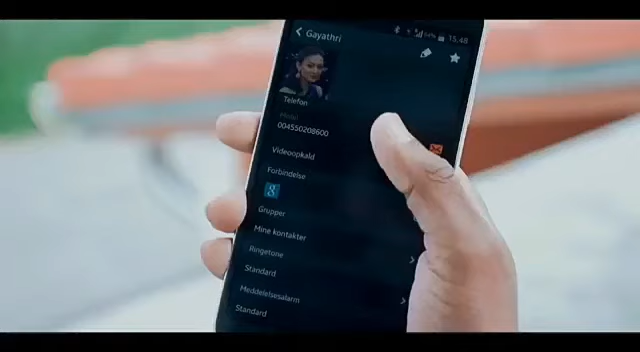 Gayathri
15.48
Telefon
Mobil
004550208600
Videoopkald
Forbindelse
g
Grupper
Mine kontakter
Ringetone
Standard
Meddelelsesalarm
Standard